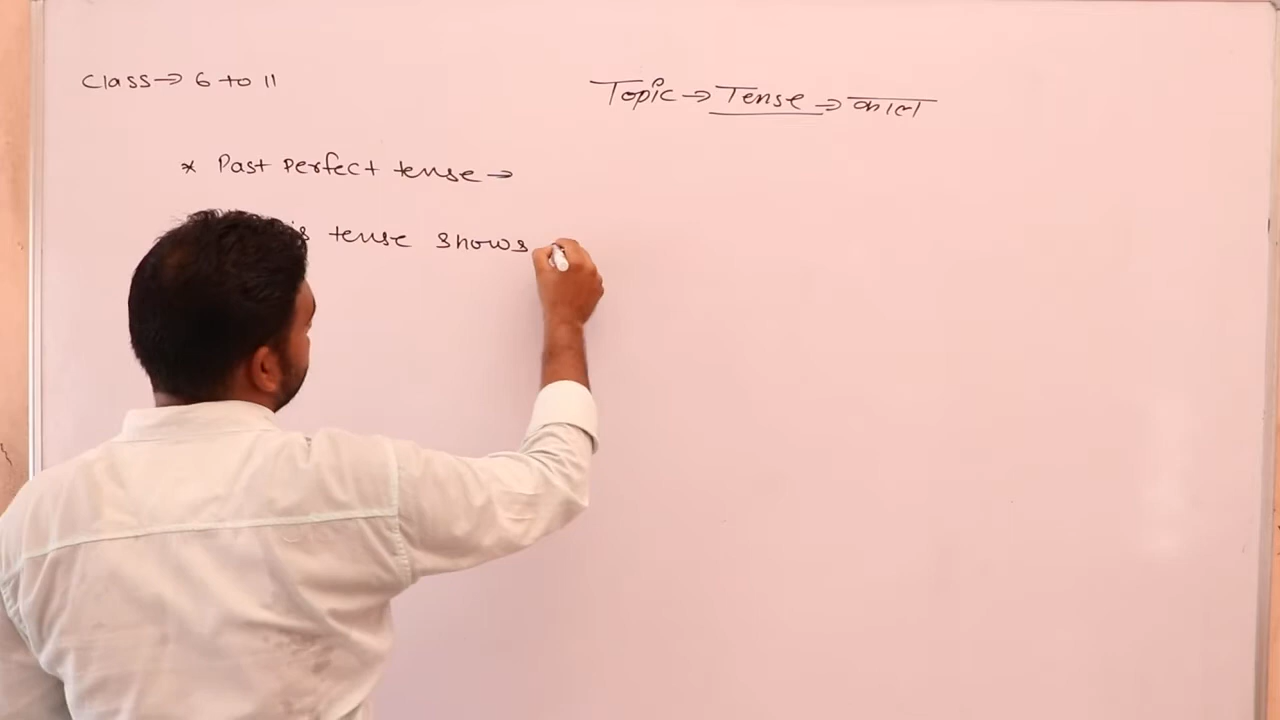 Class → 6 to 11
Topic → Tense → काल
* Past perfect tense →
tense shows